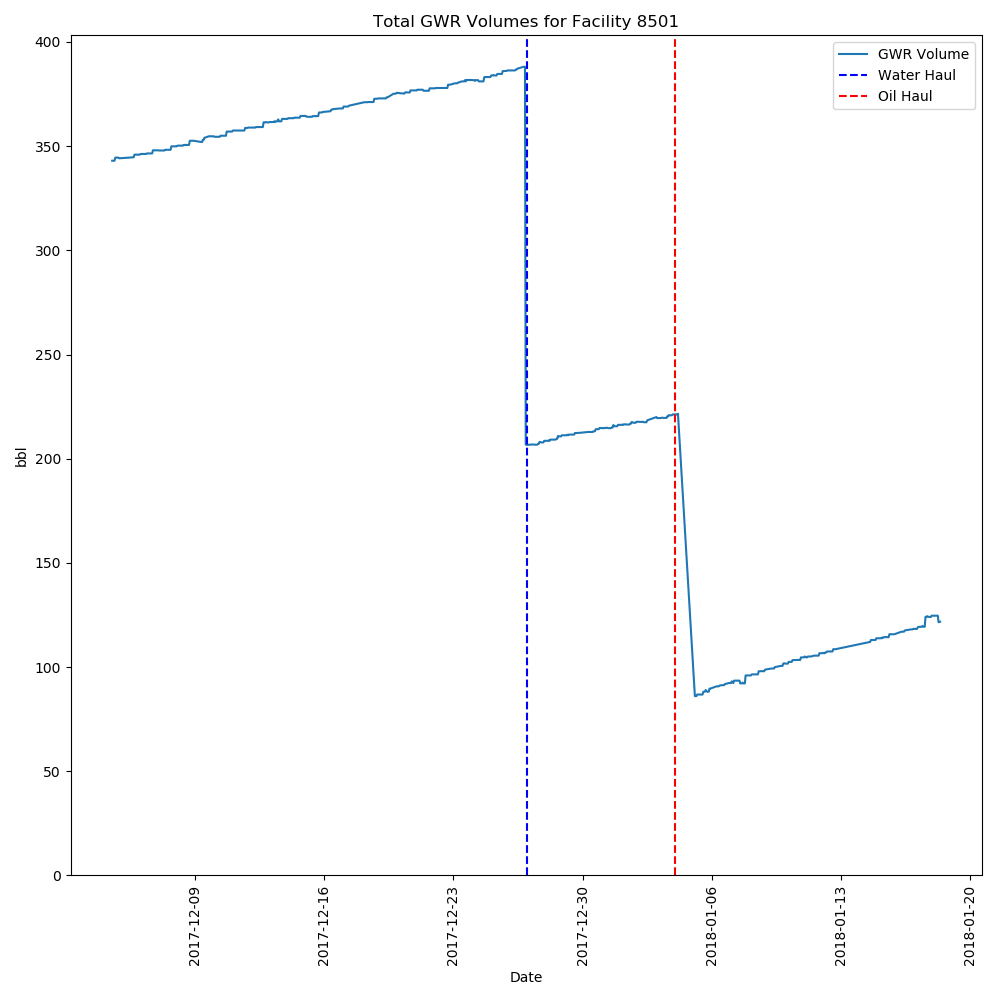 Total GWR Volumes for Facility 8501
GWR Volume
Water Haul
Oil Haul
400
350
300
250
200
150
100
50
0
bbl
2017-12-09
2017-12-16
2017-12-23
2017-12-30
2018-01-06
2018-01-13
2018-01-20
Date